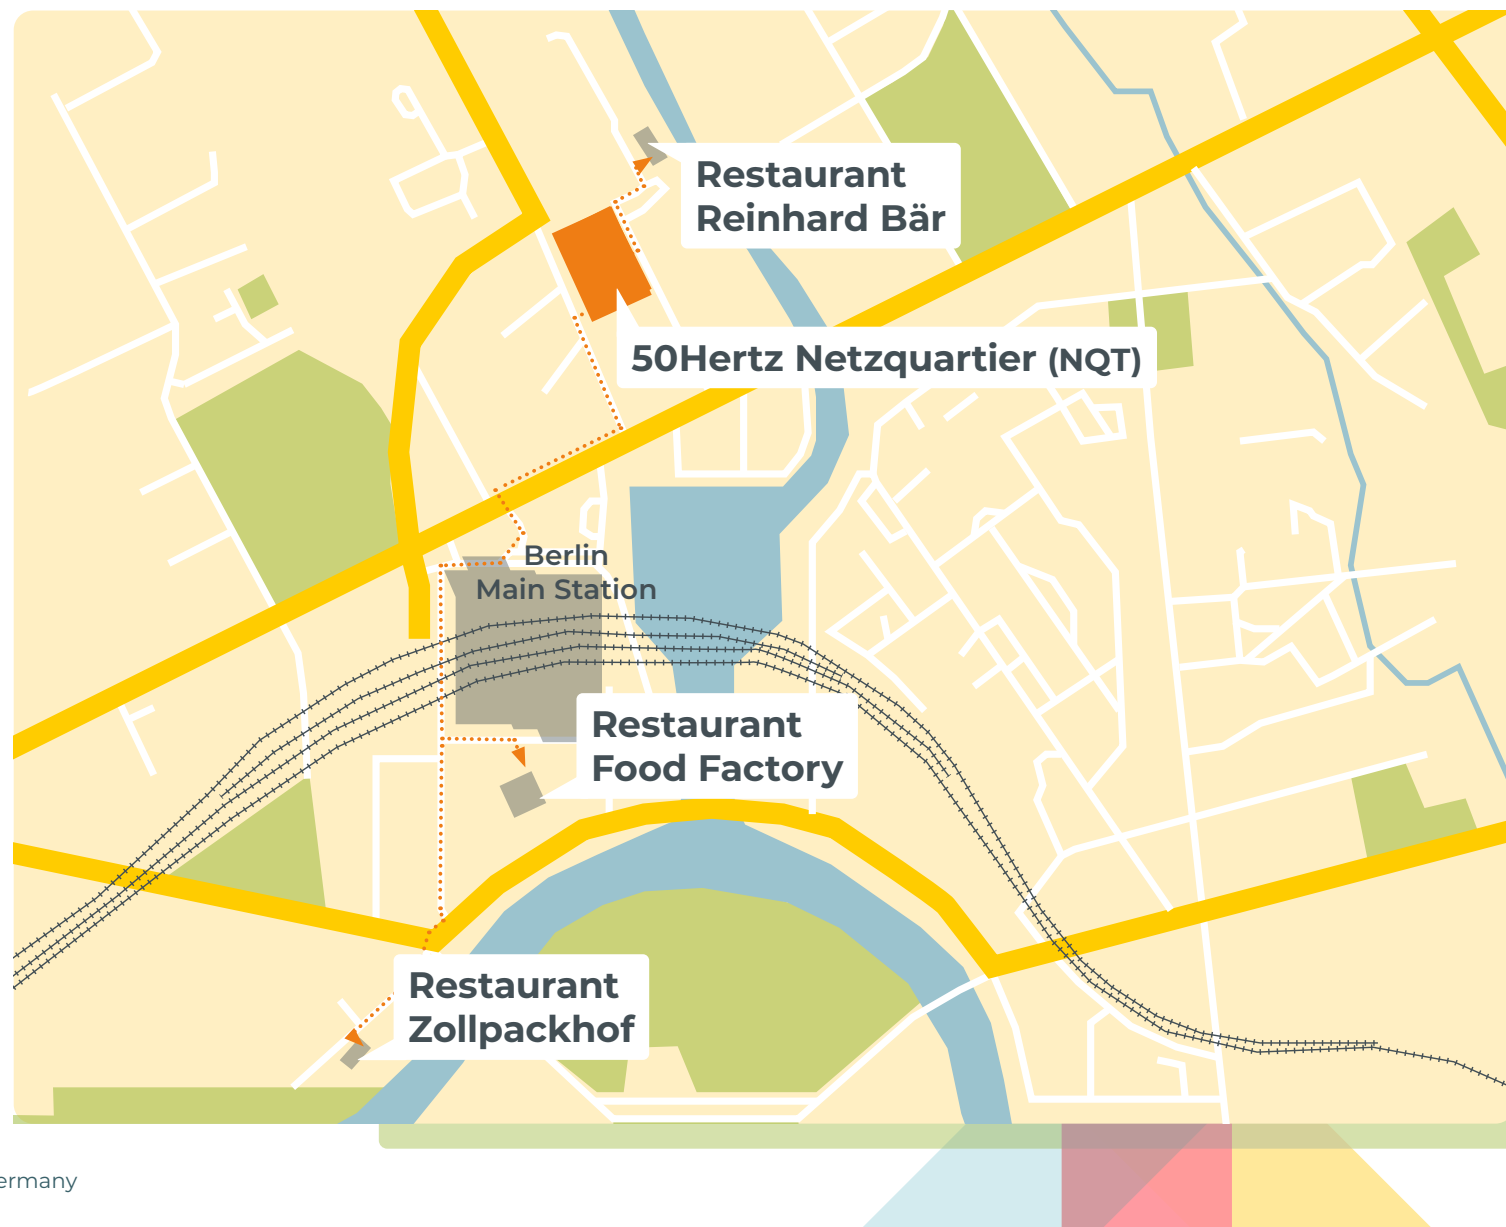 Restaurant
Reinhard Bär
50Hertz Netzquartier (NQT)
Berlin
Main Station
Restaurant
Food Factory
Restaurant
Zollpackhof
ermany